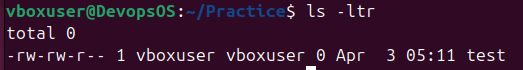 vboxuser@DevopsOS:~/Practice$ ls -ltr
total 0
-rw-rw-r-- 1 vboxuser vboxuser 0 Apr  3 05:11 test